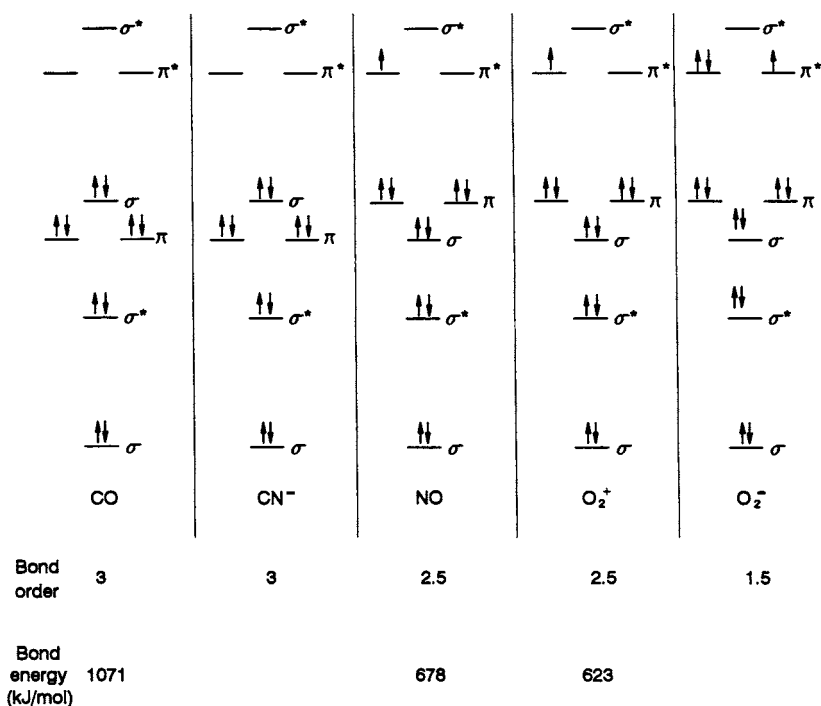 σ* σ* σ* σ* σ*
π* π* π* π* π*
σ σ π π π
π π σ σ σ
σ* σ* σ* σ* σ*
σ σ σ σ σ
CO CN⁻ NO O₂⁺ O₂⁻
Bond order 3 3 2.5 2.5 1.5
Bond energy (kJ/mol) 1071 678 623